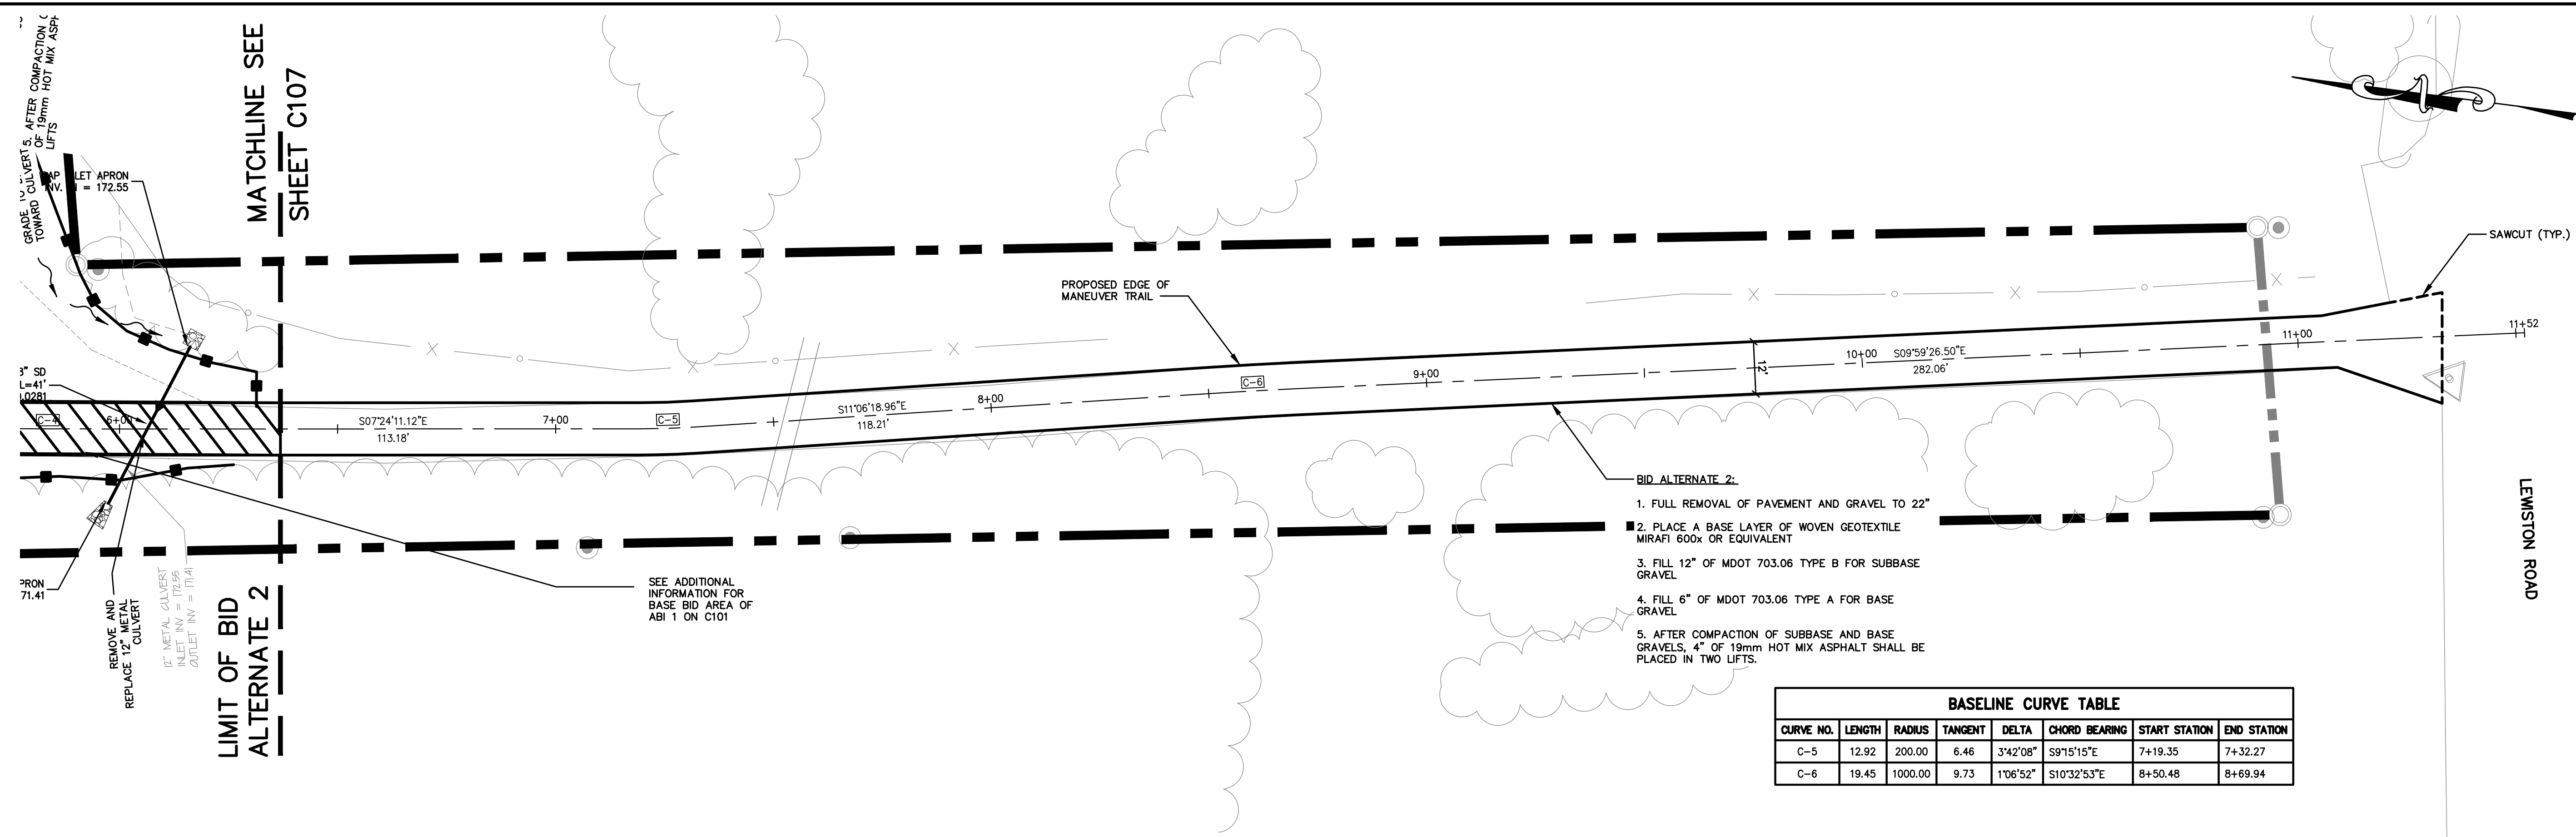 5. AFTER COMPACTION
OF 19mm HOT MIX
LIFTS
TOWARD CULVERT
LET APRON
= 172.55
MATCHLINE SEE
SHEET C107
8" SD
L=41'
.0281
C-4
6+00
S07°24'11.12"E
113.18'
7+00
C-5
S11°06'18.96"E
118.21'
8+00
PROPOSED EDGE OF
MANEUVER TRAIL
C-6
9+00
12'
10+00
S09°59'26.50"E
282.06'
11+00
11+52
SAWCUT (TYP.)
LEWISTON ROAD
PRON
71.41
REMOVE AND
REPLACE 12" METAL
CULVERT
12" METAL CULVERT
INLET INV = 172.55
OUTLET INV = 171.41
LIMIT OF BID
ALTERNATE 2
SEE ADDITIONAL
INFORMATION FOR
BASE BID AREA OF
ABI 1 ON C101
BID ALTERNATE 2:
1. FULL REMOVAL OF PAVEMENT AND GRAVEL TO 22"
2. PLACE A BASE LAYER OF WOVEN GEOTEXTILE
MIRAFI 600x OR EQUIVALENT
3. FILL 12" OF MDOT 703.06 TYPE B FOR SUBBASE
GRAVEL
4. FILL 6" OF MDOT 703.06 TYPE A FOR BASE
GRAVEL
5. AFTER COMPACTION OF SUBBASE AND BASE
GRAVELS, 4" OF 19mm HOT MIX ASPHALT SHALL BE
PLACED IN TWO LIFTS.
BASELINE CURVE TABLE
CURVE NO. LENGTH RADIUS TANGENT DELTA CHORD BEARING START STATION END STATION
C-5 12.92 200.00 6.46 3°42'08" S9°15'15"E 7+19.35 7+32.27
C-6 19.45 1000.00 9.73 1°06'52" S10°32'53"E 8+50.48 8+69.94